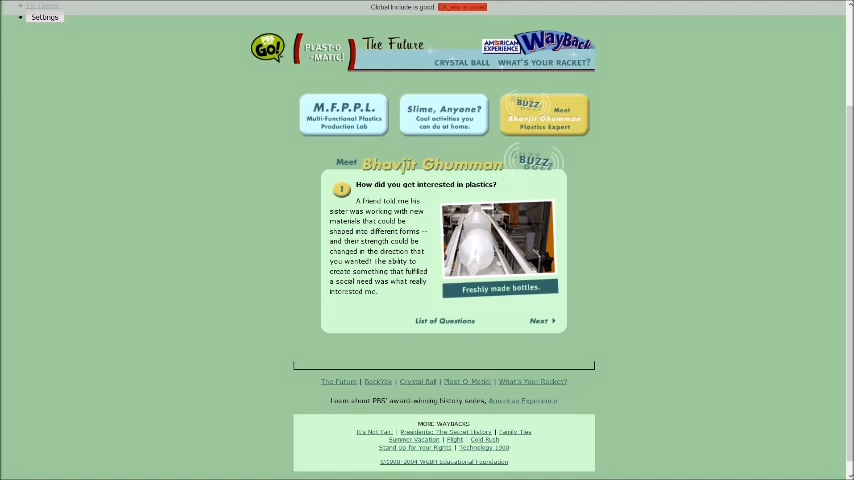 Global Include is good:
Settings
PBS GO!
PLAST-O -MATIC!
The Future
AMERICAN EXPERIENCE
WayBack
CRYSTAL BALL WHAT'S YOUR RACKET?
M.F.P.P.L.
Multi-Functional Plastics
Production Lab
Slime, Anyone?
Cool activities you
can do at home.
BUZZ Meet
Bhavjit Ghumman
Plastics Expert
Meet Bhavjit Ghumman BUZZ
1 How did you get interested in plastics?
A friend told me his
sister was working with new
materials that could be
shaped into different forms --
and their strength could be
changed in the direction that
you wanted! The ability to
create something that fulfilled
a social need was what really
interested me.
Freshly made bottles.
List of Questions Next
The Future | BackYak | Crystal Ball | Plast-O-Matic! | What's Your Racket?
Learn about PBS' award-winning history series, American Experience
MORE WAYBACKS
It's Not Fair! | Presidents: The Secret History | Family Ties
Summer Vacation | Flight | Gold Rush
Stand Up for Your Rights | Technology 1900
©1998-2004 WGBH Educational Foundation